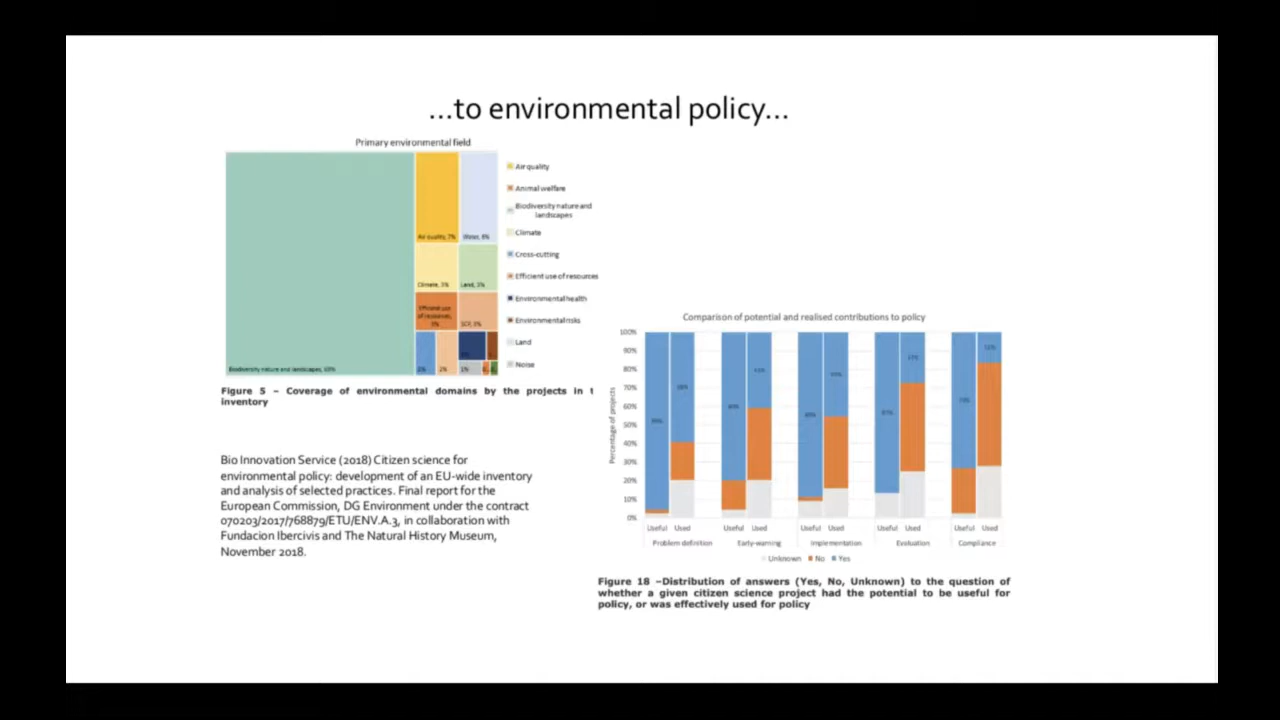 ...to environmental policy...
Primary environmental field
Air quality, 7%
Water, 6%
Climate, 3%
Land, 3%
Efficient use
of resources,
3%
SCP, 3%
2%
2%
1%
Biodiversity nature and landscapes, 69%
Air quality
Animal welfare
Biodiversity nature and
landscapes
Climate
Cross-cutting
Efficient use of resources
Environmental health
Environmental risks
Land
Noise
Figure 5 – Coverage of environmental domains by the projects in t
inventory
Bio Innovation Service (2018) Citizen science for
environmental policy: development of an EU-wide inventory
and analysis of selected practices. Final report for the
European Commission, DG Environment under the contract
070203/2017/768879/ETU/ENV.A.3, in collaboration with
Fundacion Ibercivis and The Natural History Museum,
November 2018.
Comparison of potential and realised contributions to policy
Percentage of projects
100%
90%
80%
70%
60%
50%
40%
30%
20%
10%
0%
Useful Used Useful Used Useful Used Useful Used Useful Used
Problem definition Early-warning Implementation Evaluation Compliance
Unknown No Yes
Figure 18 –Distribution of answers (Yes, No, Unknown) to the question of
whether a given citizen science project had the potential to be useful for
policy, or was effectively used for policy